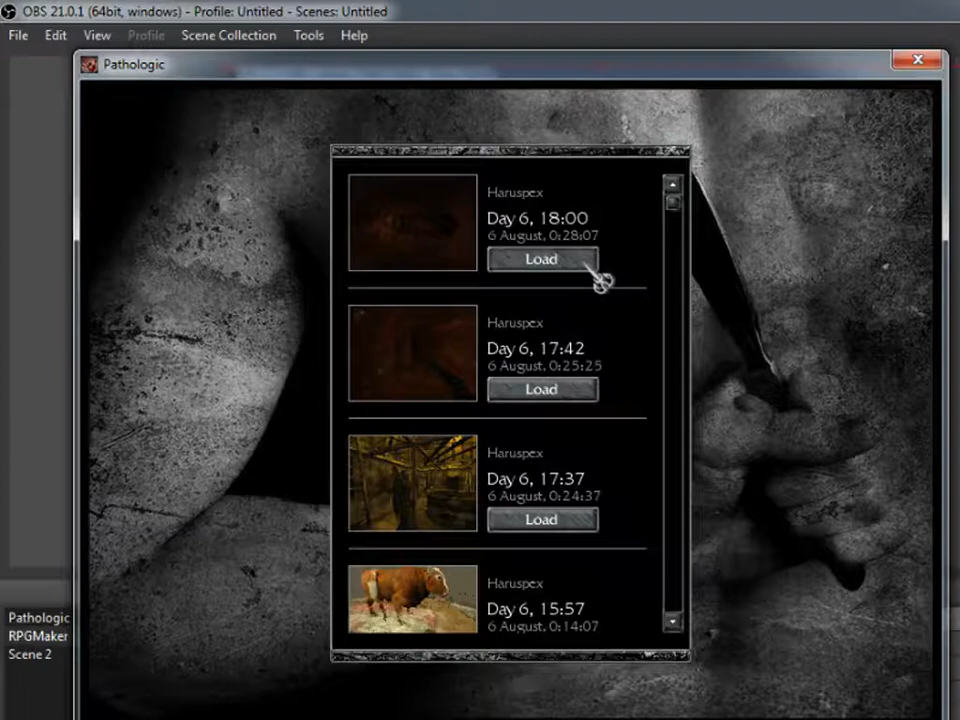 OBS 21.0.1 (64bit, windows) - Profile: Untitled - Scenes: Untitled
File Edit View Profile Scene Collection Tools Help
Pathologic
Haruspex
Day 6, 18:00
6 August, 0:28:07
Load
Haruspex
Day 6, 17:42
6 August, 0:25:25
Load
Haruspex
Day 6, 17:37
6 August, 0:24:37
Load
Haruspex
Day 6, 15:57
6 August, 0:14:07
Pathologic
RPGMaker
Scene 2